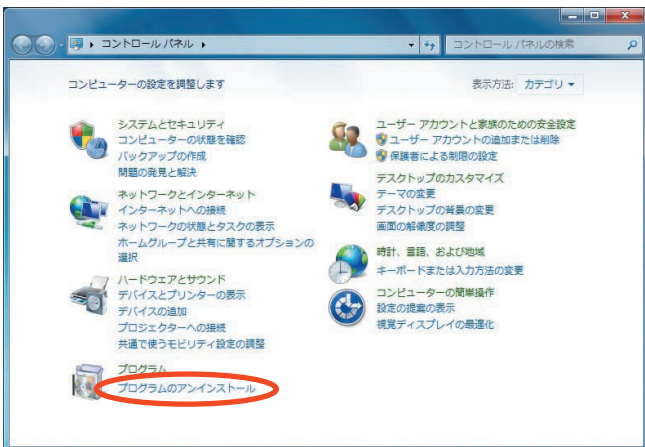 コントロール パネル
コントロール パネルの検索
コンピューターの設定を調整します
表示方法: カテゴリ
システムとセキュリティ
コンピューターの状態を確認
バックアップの作成
問題の発見と解決
ネットワークとインターネット
インターネットへの接続
ネットワークの状態とタスクの表示
ホームグループと共有に関するオプションの
選択
ハードウェアとサウンド
デバイスとプリンターの表示
デバイスの追加
プロジェクターへの接続
共通で使うモビリティ設定の調整
プログラム
プログラムのアンインストール
ユーザー アカウントと家族のための安全設定
ユーザー アカウントの追加または削除
保護者による制限の設定
デスクトップのカスタマイズ
テーマの変更
デスクトップの背景の変更
画面の解像度の調整
時計、言語、および地域
キーボードまたは入力方法の変更
コンピューターの簡単操作
設定の提案の表示
視覚ディスプレイの最適化